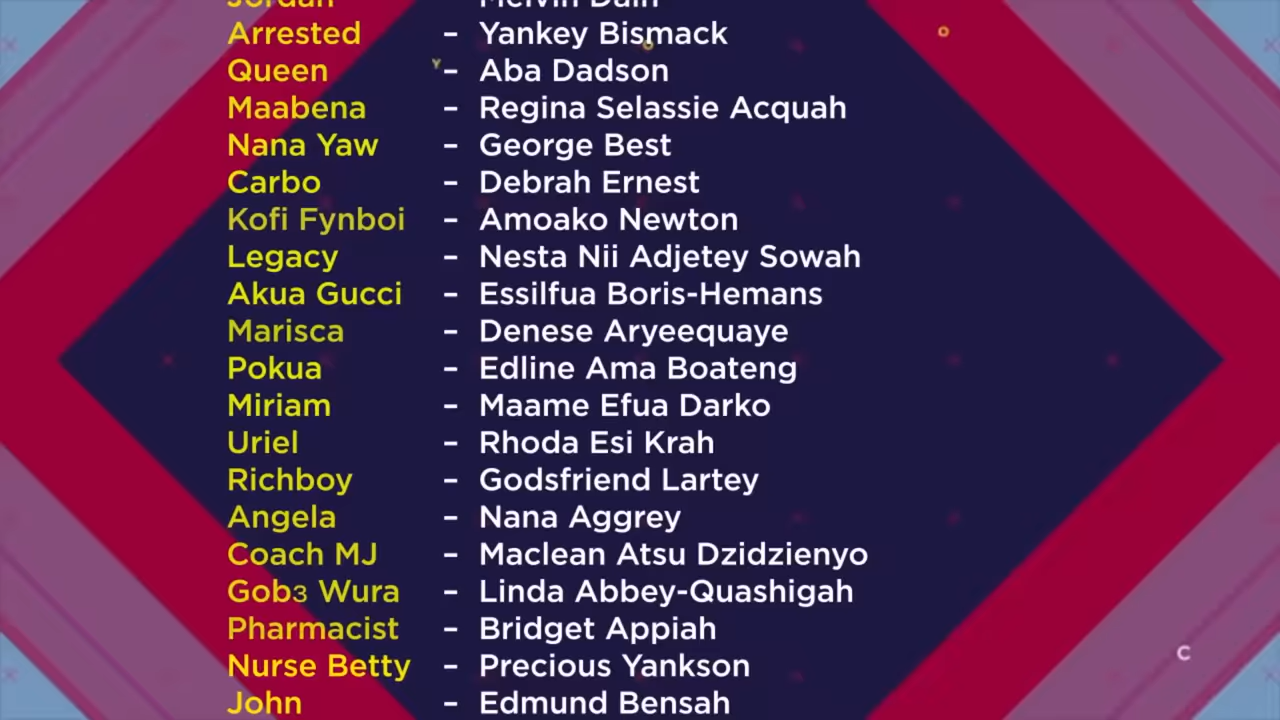 Jordan - Melvin Dain
Arrested - Yankey Bismack
Queen - Aba Dadson
Maabena - Regina Selassie Acquah
Nana Yaw - George Best
Carbo - Debrah Ernest
Kofi Fynboi - Amoako Newton
Legacy - Nesta Nii Adjetey Sowah
Akua Gucci - Essilfua Boris-Hemans
Marisca - Denese Aryeequaye
Pokua - Edline Ama Boateng
Miriam - Maame Efua Darko
Uriel - Rhoda Esi Krah
Richboy - Godsfriend Lartey
Angela - Nana Aggrey
Coach MJ - Maclean Atsu Dzidzienyo
Gobɜ Wura - Linda Abbey-Quashigah
Pharmacist - Bridget Appiah
Nurse Betty - Precious Yankson
John - Edmund Bensah